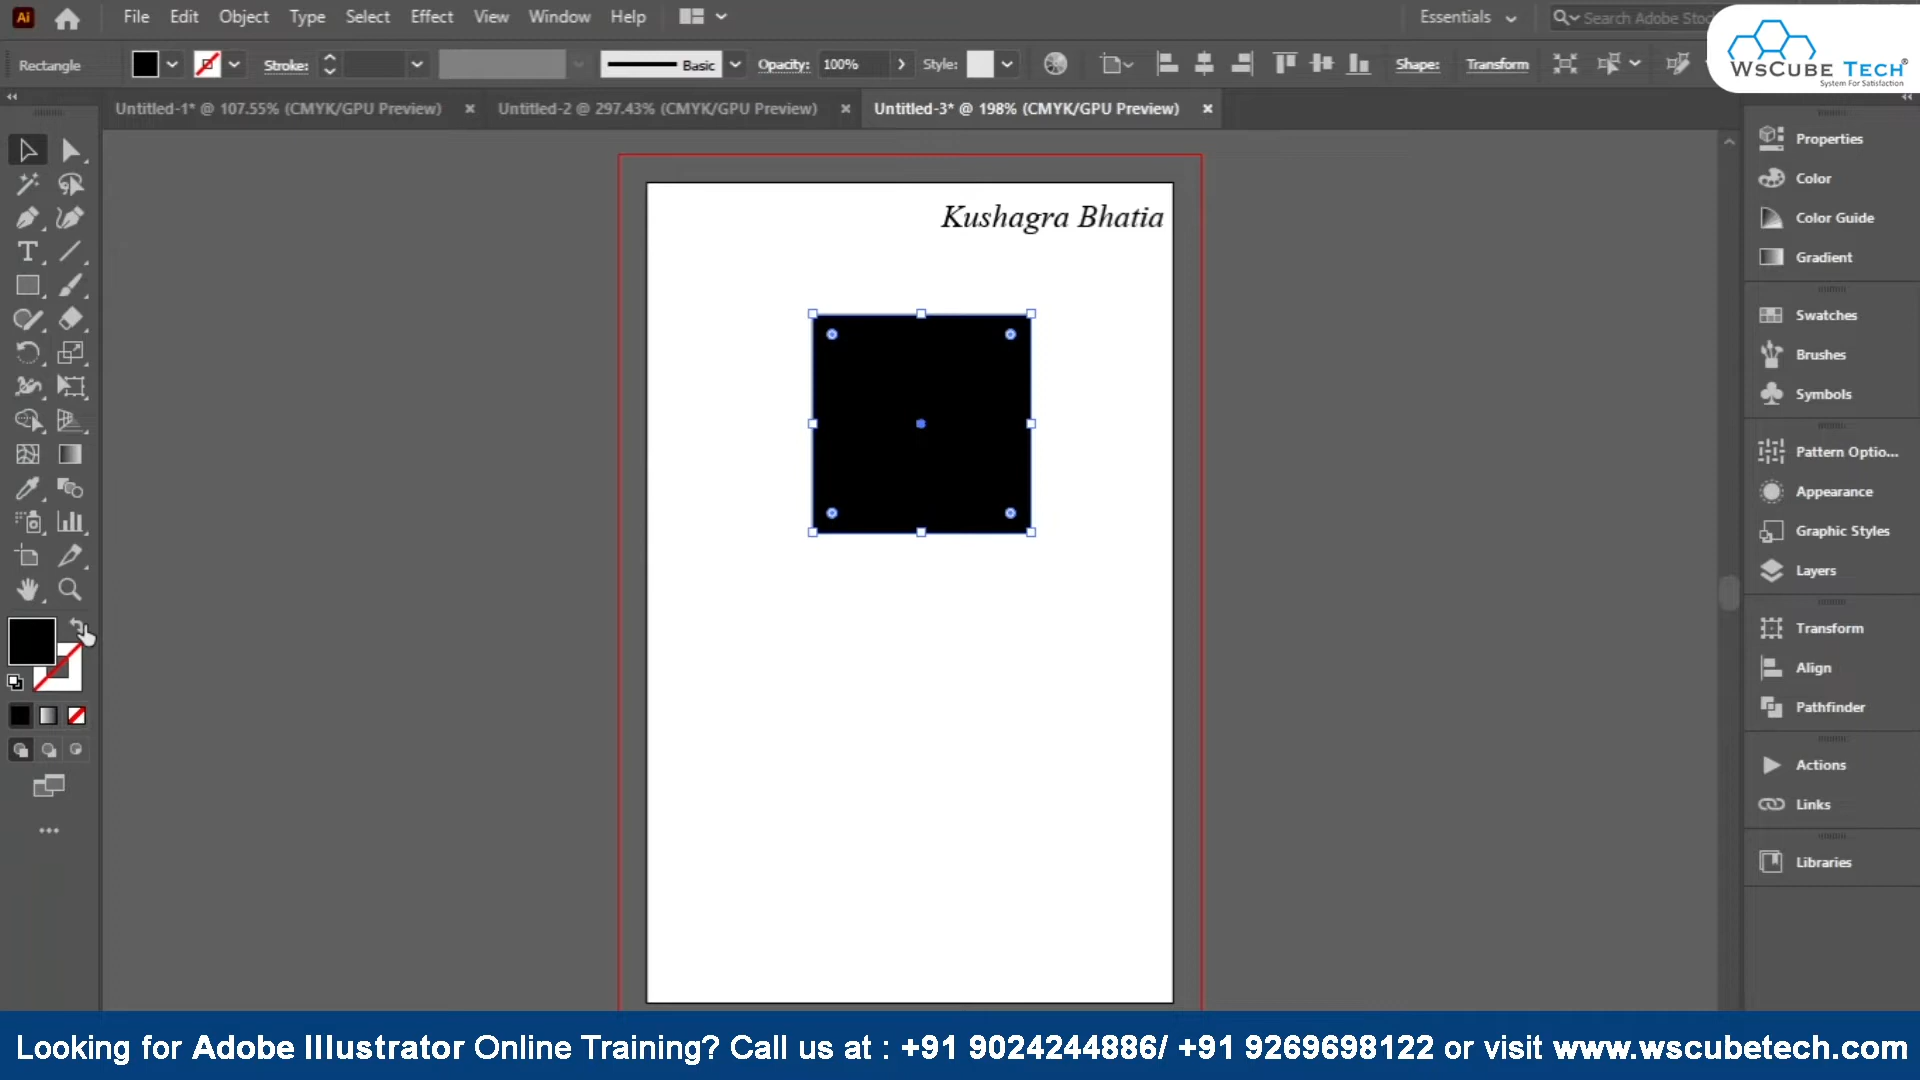 Ai File Edit Object Type Select Effect View Window Help Essentials Search Adobe Stoc
WsCube Tech®
System For Satisfaction
Rectangle Stroke: Basic Opacity: 100% Style: Shape: Transform
Untitled-1* @ 107.55% (CMYK/GPU Preview) × Untitled-2 @ 297.43% (CMYK/GPU Preview) × Untitled-3* @ 198% (CMYK/GPU Preview) ×
Kushagra Bhatia
Properties
Color
Color Guide
Gradient
Swatches
Brushes
Symbols
Pattern Optio...
Appearance
Graphic Styles
Layers
Transform
Align
Pathfinder
Actions
Links
Libraries
Looking for Adobe Illustrator Online Training? Call us at : +91 9024244886/ +91 9269698122 or visit www.wscubetech.com